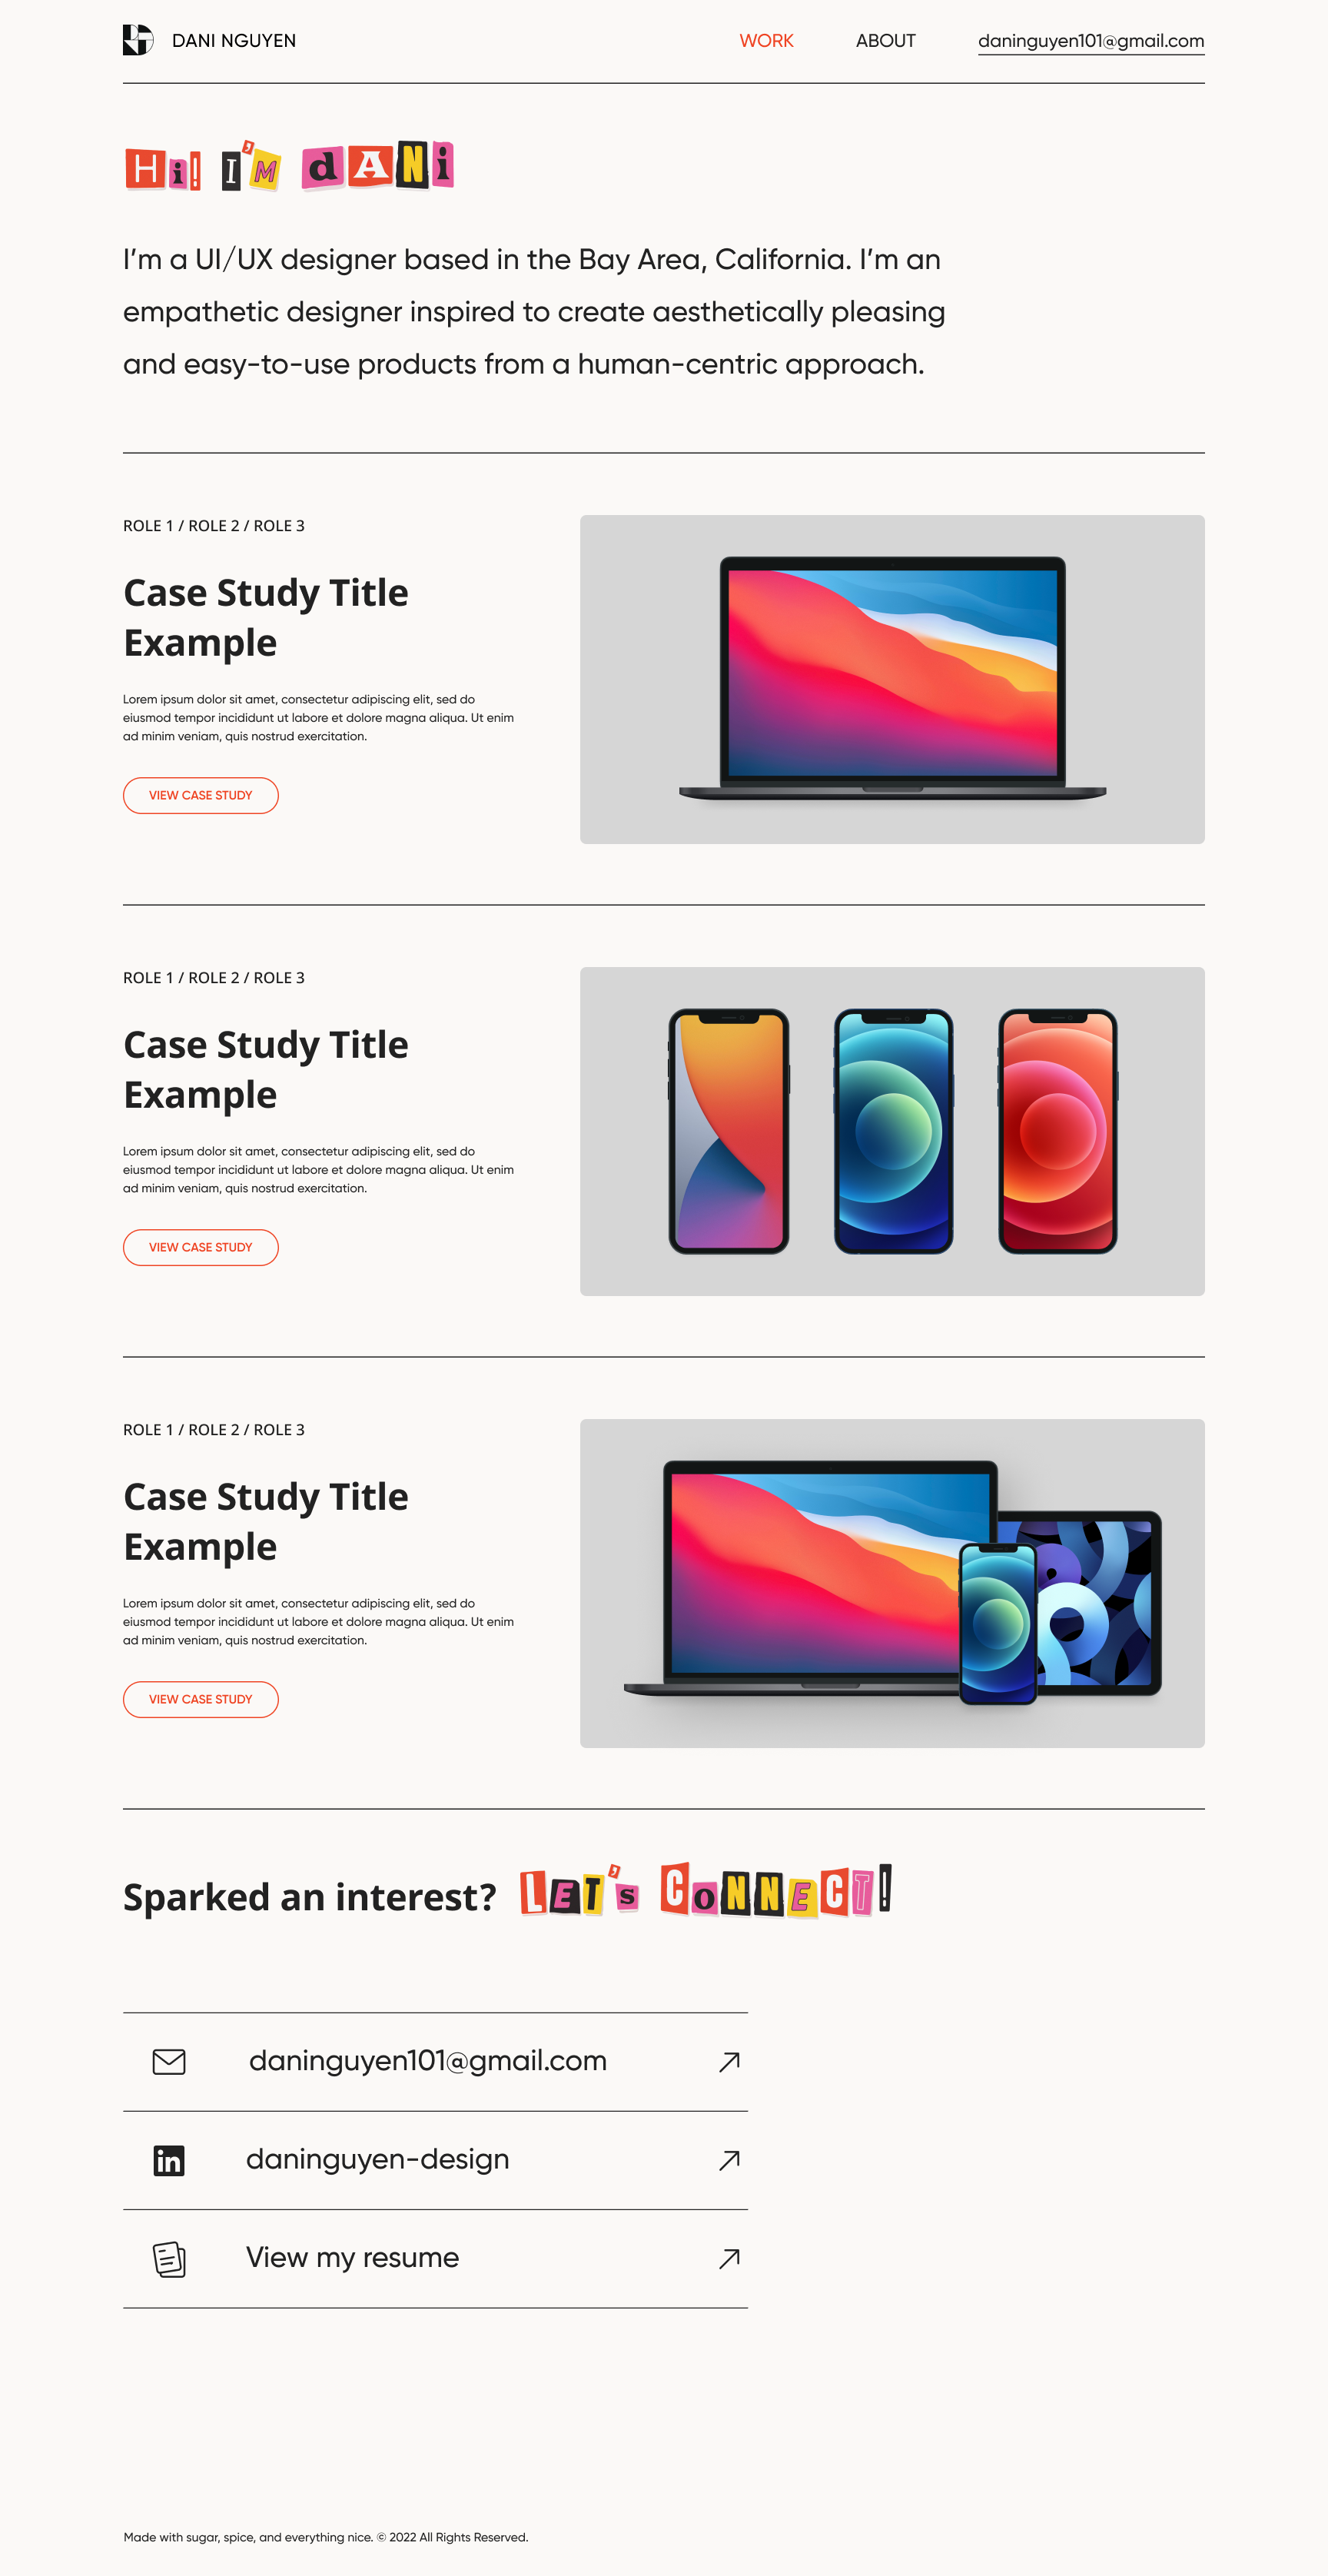 DANI NGUYEN
WORK
ABOUT
daninguyen101@gmail.com
Hi! I'M dANi
I'm a UI/UX designer based in the Bay Area, California. I'm an
empathetic designer inspired to create aesthetically pleasing
and easy-to-use products from a human-centric approach.
ROLE 1 / ROLE 2 / ROLE 3
Case Study Title
Example
Lorem ipsum dolor sit amet, consectetur adipiscing elit, sed do
eiusmod tempor incididunt ut labore et dolore magna aliqua. Ut enim
ad minim veniam, quis nostrud exercitation.
VIEW CASE STUDY
ROLE 1 / ROLE 2 / ROLE 3
Case Study Title
Example
Lorem ipsum dolor sit amet, consectetur adipiscing elit, sed do
eiusmod tempor incididunt ut labore et dolore magna aliqua. Ut enim
ad minim veniam, quis nostrud exercitation.
VIEW CASE STUDY
ROLE 1 / ROLE 2 / ROLE 3
Case Study Title
Example
Lorem ipsum dolor sit amet, consectetur adipiscing elit, sed do
eiusmod tempor incididunt ut labore et dolore magna aliqua. Ut enim
ad minim veniam, quis nostrud exercitation.
VIEW CASE STUDY
Sparked an interest? LET's CoNNECT!
daninguyen101@gmail.com
in daninguyen-design
View my resume
Made with sugar, spice, and everything nice. © 2022 All Rights Reserved.